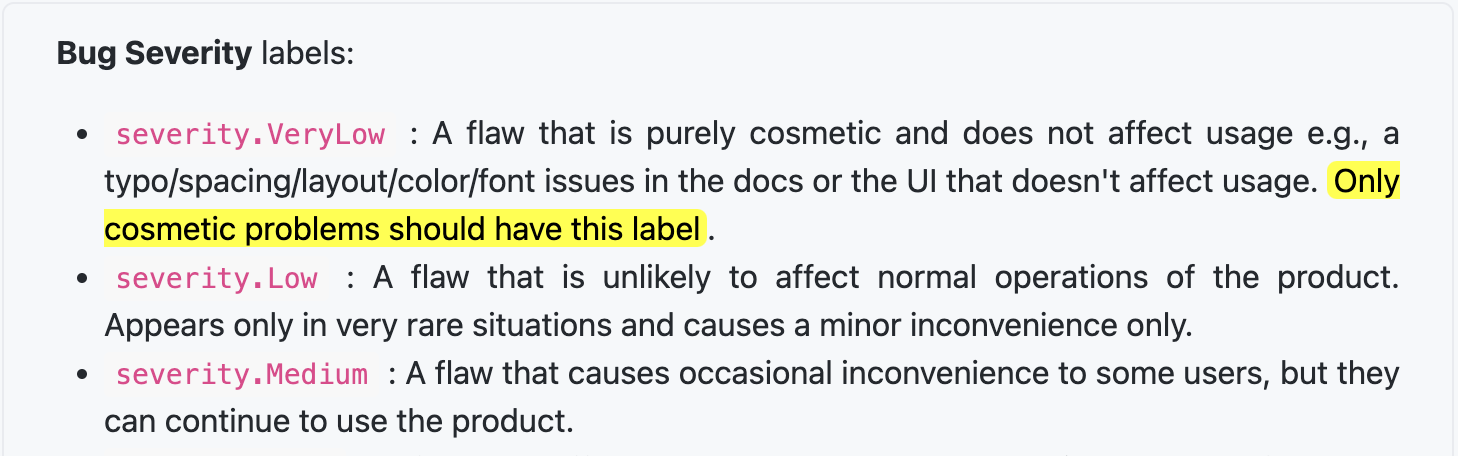 Bug Severity labels:
• severity.VeryLow : A flaw that is purely cosmetic and does not affect usage e.g., a
typo/spacing/layout/color/font issues in the docs or the UI that doesn't affect usage. Only
cosmetic problems should have this label.
• severity.Low : A flaw that is unlikely to affect normal operations of the product.
Appears only in very rare situations and causes a minor inconvenience only.
• severity.Medium : A flaw that causes occasional inconvenience to some users, but they
can continue to use the product.